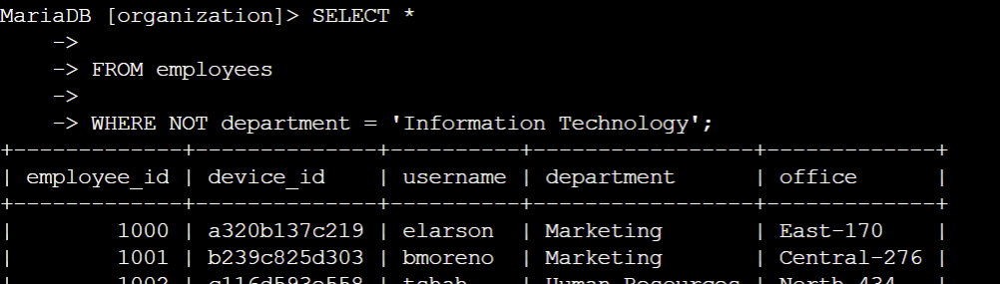 MariaDB [organization]> SELECT *
    ->
    -> FROM employees
    ->
    -> WHERE NOT department = 'Information Technology';
+-------------+--------------+----------+-----------------+-------------+
| employee_id | device_id    | username | department      | office      |
+-------------+--------------+----------+-----------------+-------------+
|        1000 | a320b137c219 | elarson  | Marketing       | East-170    |
|        1001 | b239c825d303 | bmoreno  | Marketing       | Central-276 |
|        1002 | c116d593e558 | tshah    | Human Resources | North-434   |